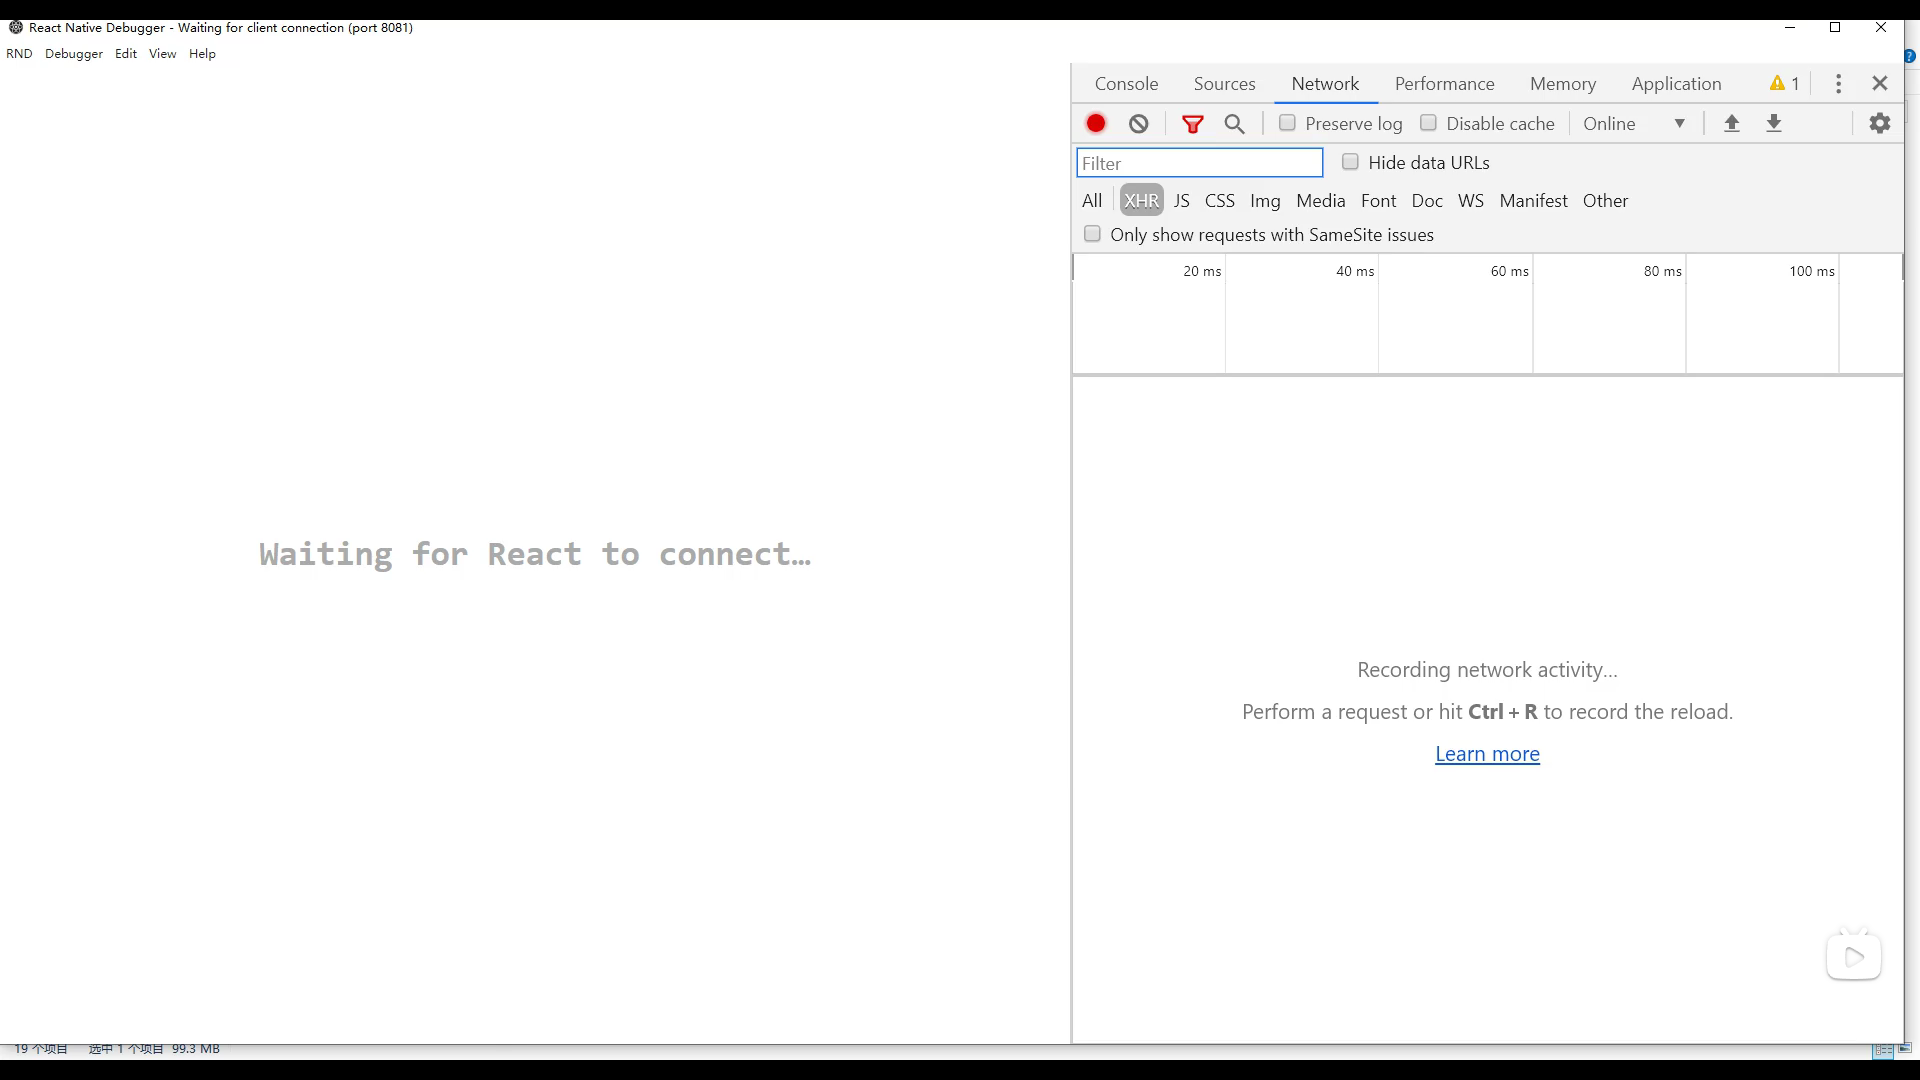 React Native Debugger - Waiting for client connection (port 8081)
RND Debugger Edit View Help
Console Sources Network Performance Memory Application 1
Preserve log Disable cache Online
Filter Hide data URLs
All XHR JS CSS Img Media Font Doc WS Manifest Other
Only show requests with SameSite issues
20 ms 40 ms 60 ms 80 ms 100 ms
Waiting for React to connect…
Recording network activity…
Perform a request or hit Ctrl + R to record the reload.
Learn more
19 个项目 选中 1 个项目 99.3 MB